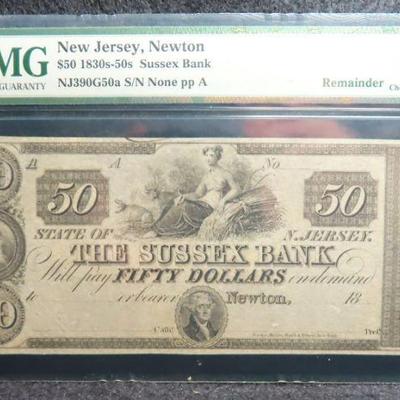 MG
New Jersey, Newton
$50 1830s-50s Sussex Bank
NJ390G50a S/N None pp A
Remainder
A No
50 50
STATE OF N. JERSEY.
THE SUSSEX BANK
Will pay FIFTY DOLLARS on demand
to or bearer Newton, 18